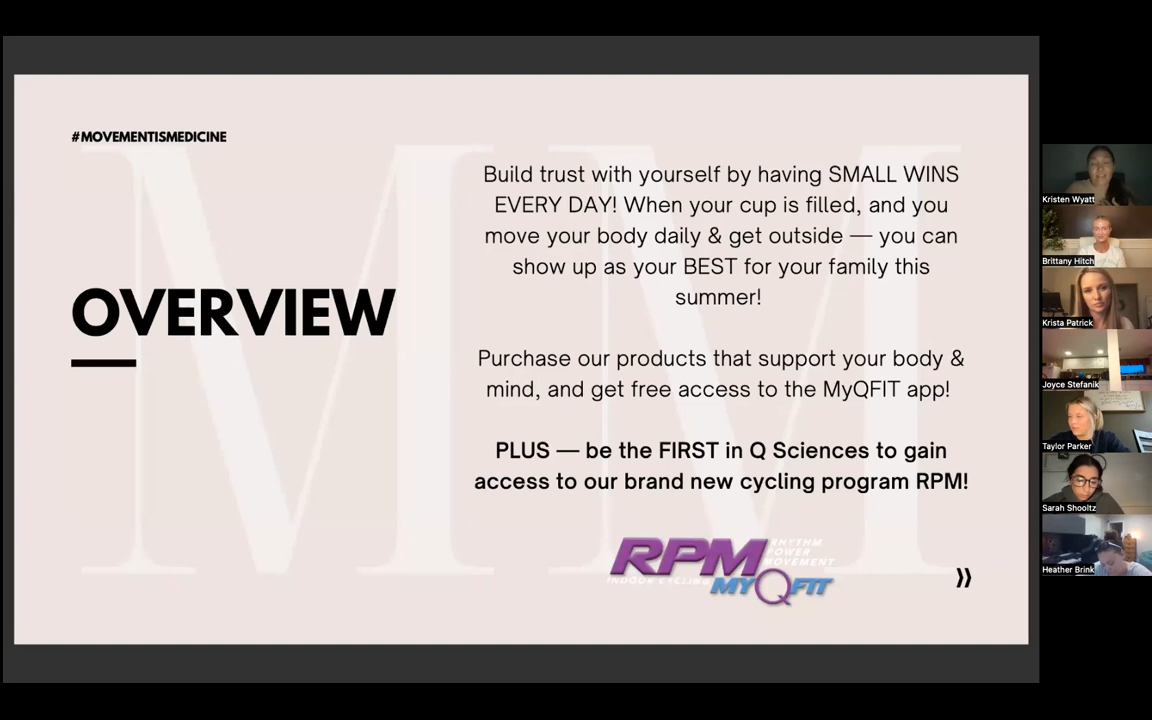 #MOVEMENTISMEDICINE
OVERVIEW
Build trust with yourself by having SMALL WINS
EVERY DAY! When your cup is filled, and you
move your body daily & get outside — you can
show up as your BEST for your family this
summer!
Purchase our products that support your body &
mind, and get free access to the MyQFIT app!
PLUS — be the FIRST in Q Sciences to gain
access to our brand new cycling program RPM!
RPM
RHYTHM
POWER
MOVEMENT
INDOOR CYCLING
MYQFIT
MM
Kristen Wyatt
Brittany Hitch
Krista Patrick
Joyce Stefanik
Taylor Parker
Sarah Shooltz
Heather Brink